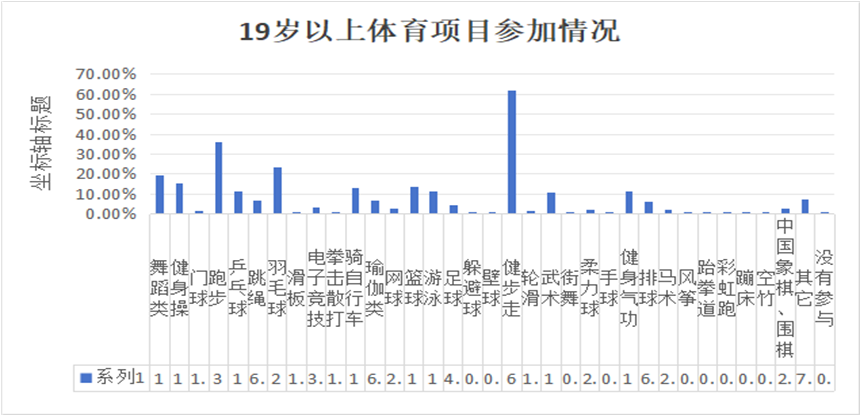 19岁以上体育项目参加情况
坐标轴标题
70.00%
60.00%
50.00%
40.00%
30.00%
20.00%
10.00%
0.00%
舞蹈类 健身操 门球 跑步 乒乓球 跳绳 羽毛球 滑板 电子竞技 拳击散打 骑自行车 瑜伽类 网球 篮球 游泳 足球 躲避球 壁球 健步走 轮滑 武术 街舞 柔力球 手球 健身气功 排球 马术 风筝 跆拳道 彩虹跑 蹦床 空竹 中国象棋、围棋 其它 没有参与
系列1 1 1 1. 3 1 6. 2 1. 3. 1. 1 6. 2. 1 1 4. 0. 0. 6 1. 1 0. 2. 0. 1 6. 2. 0. 0. 0. 0. 0. 2. 7. 0.